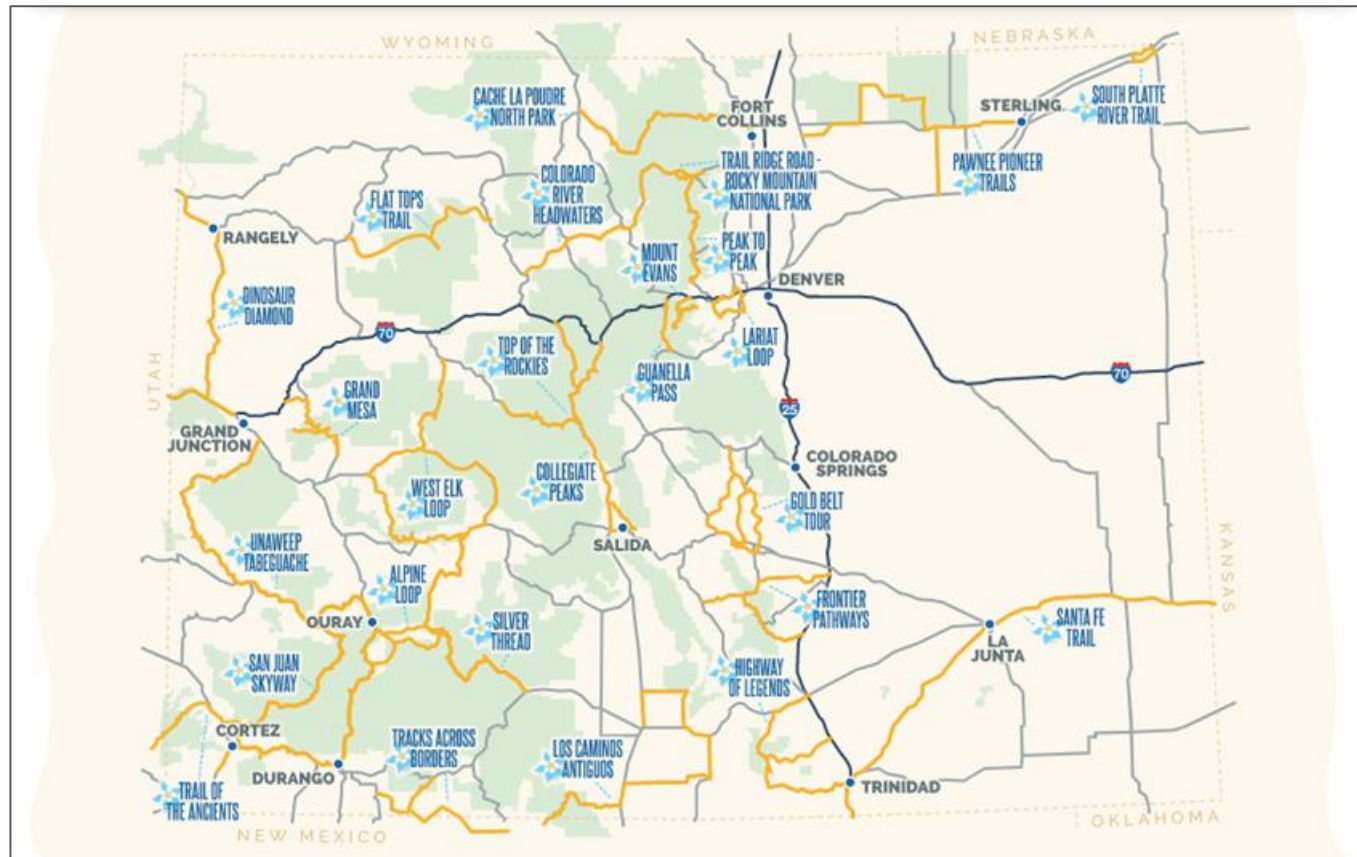 WYOMING
NEBRASKA
CACHE LA POUDRE
NORTH PARK
FORT
COLLINS
STERLING
SOUTH PLATTE
RIVER TRAIL
COLORADO
RIVER
HEADWATERS
TRAIL RIDGE ROAD -
ROCKY MOUNTAIN
NATIONAL PARK
PAWNEE PIONEER
TRAILS
FLAT TOPS
TRAIL
RANGELY
MOUNT
EVANS
PEAK TO
PEAK
DENVER
DINOSAUR
DIAMOND
70
TOP OF THE
ROCKIES
LARIAT
LOOP
GUANELLA
PASS
70
UTAH
GRAND
MESA
25
GRAND
JUNCTION
COLORADO
SPRINGS
WEST ELK
LOOP
COLLEGIATE
PEAKS
GOLD BELT
TOUR
SALIDA
KANSAS
UNAWEEP
TABEGUACHE
ALPINE
LOOP
FRONTIER
PATHWAYS
OURAY
SILVER
THREAD
SANTA FE
TRAIL
LA
JUNTA
SAN JUAN
SKYWAY
HIGHWAY
OF LEGENDS
CORTEZ
TRACKS ACROSS
BORDERS
LOS CAMINOS
ANTIGUOS
DURANGO
TRINIDAD
TRAIL OF
THE ANCIENTS
NEW MEXICO
OKLAHOMA